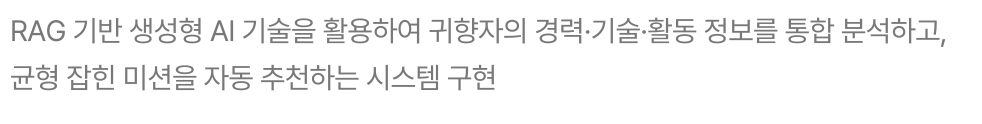 RAG 기반 생성형 AI 기술을 활용하여 귀향자의 경력·기술·활동 정보를 통합 분석하고,
균형 잡힌 미션을 자동 추천하는 시스템 구현